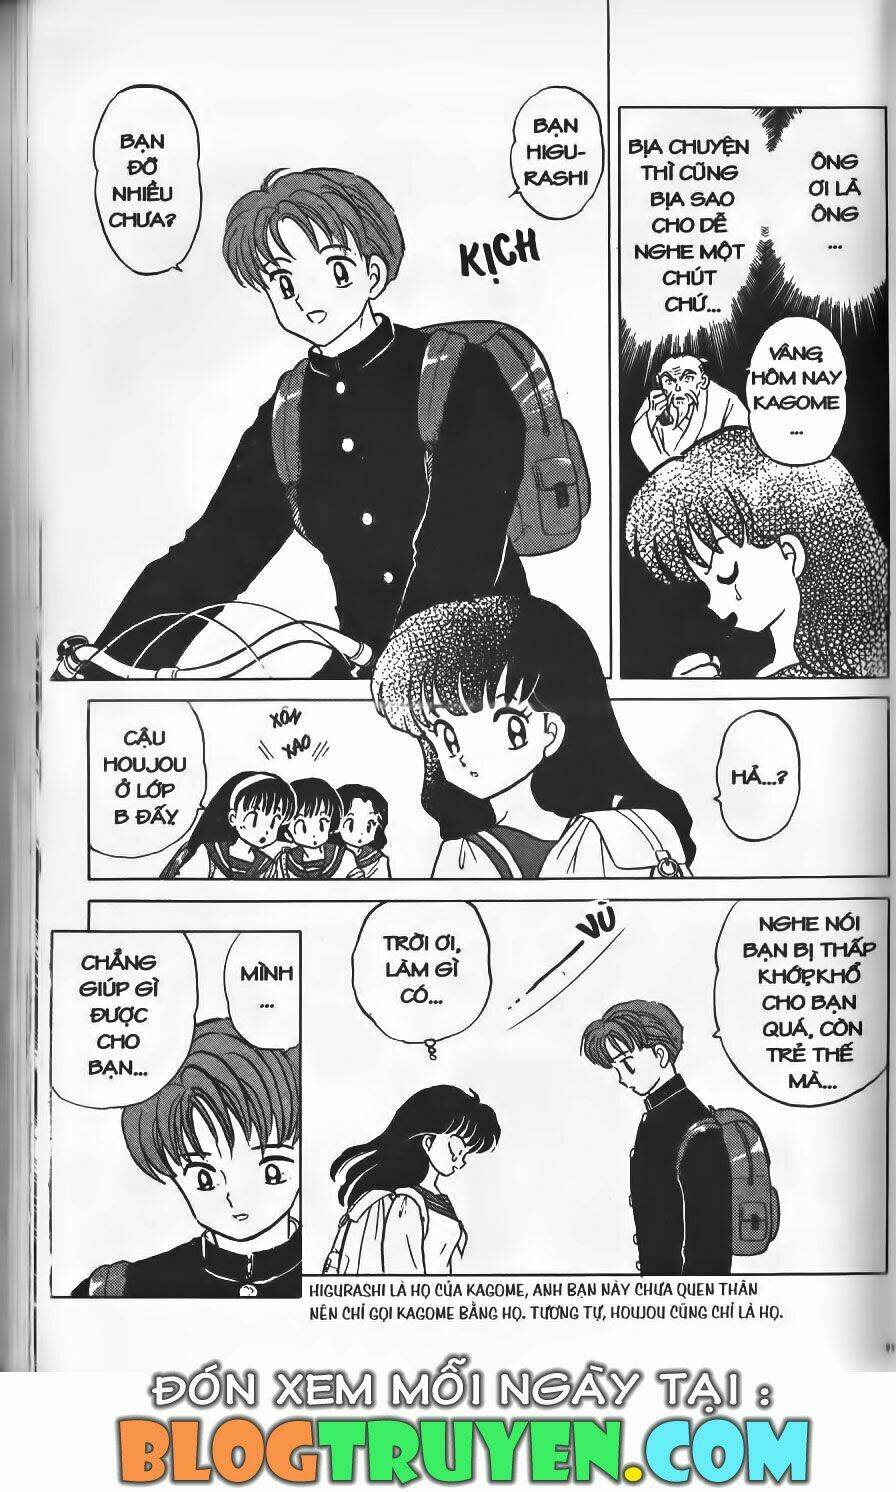 ÔNG
ƠI LÀ
ÔNG
...
BỊA CHUYỆN
THÌ CŨNG
BỊA SAO
CHO DỄ
NGHE MỘT
CHÚT
CHỨ...
VÂNG,
HÔM NAY
KAGOME
...
BẠN
HIGU-
RASHI
KỊCH
BẠN
ĐỠ
NHIỀU
CHƯA?
HẢ...?
XÔN
XAO
CẬU
HOUJOU
Ở LỚP
B ĐẤY.
NGHE NÓI
BẠN BỊ THẤP
KHỚP, KHỔ
CHO BẠN
QUÁ, CÒN
TRẺ THẾ
MÀ...
VÙ
TRỜI ƠI,
LÀM GÌ
CÓ...
MÌNH
...
CHẲNG
GIÚP GÌ
ĐƯỢC
CHO
BẠN...
HIGURASHI LÀ HỌ CỦA KAGOME, ANH BẠN NÀY CHƯA QUEN THÂN
NÊN CHỈ GỌI KAGOME BẰNG HỌ. TƯƠNG TỰ, HOUJOU CŨNG CHỈ LÀ HỌ.
ĐÓN XEM MỖI NGÀY TẠI :
BLOGTRUYEN.COM